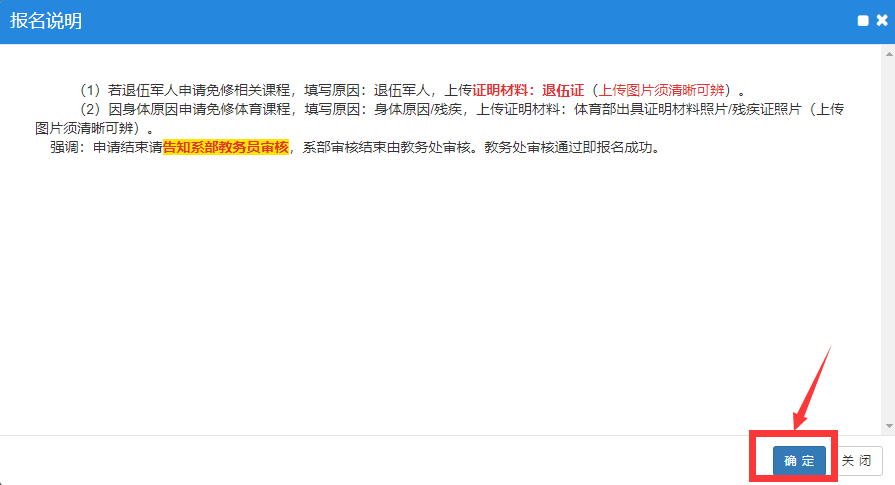 报名说明
（1）若退伍军人申请免修相关课程，填写原因：退伍军人，上传证明材料：退伍证（上传图片须清晰可辨）。
（2）因身体原因申请免修体育课程，填写原因：身体原因/残疾，上传证明材料：体育部出具证明材料照片/残疾证照片（上传
图片须清晰可辨）。
强调：申请结束请告知系部教务员审核，系部审核结束由教务处审核。教务处审核通过即报名成功。
确 定 关 闭